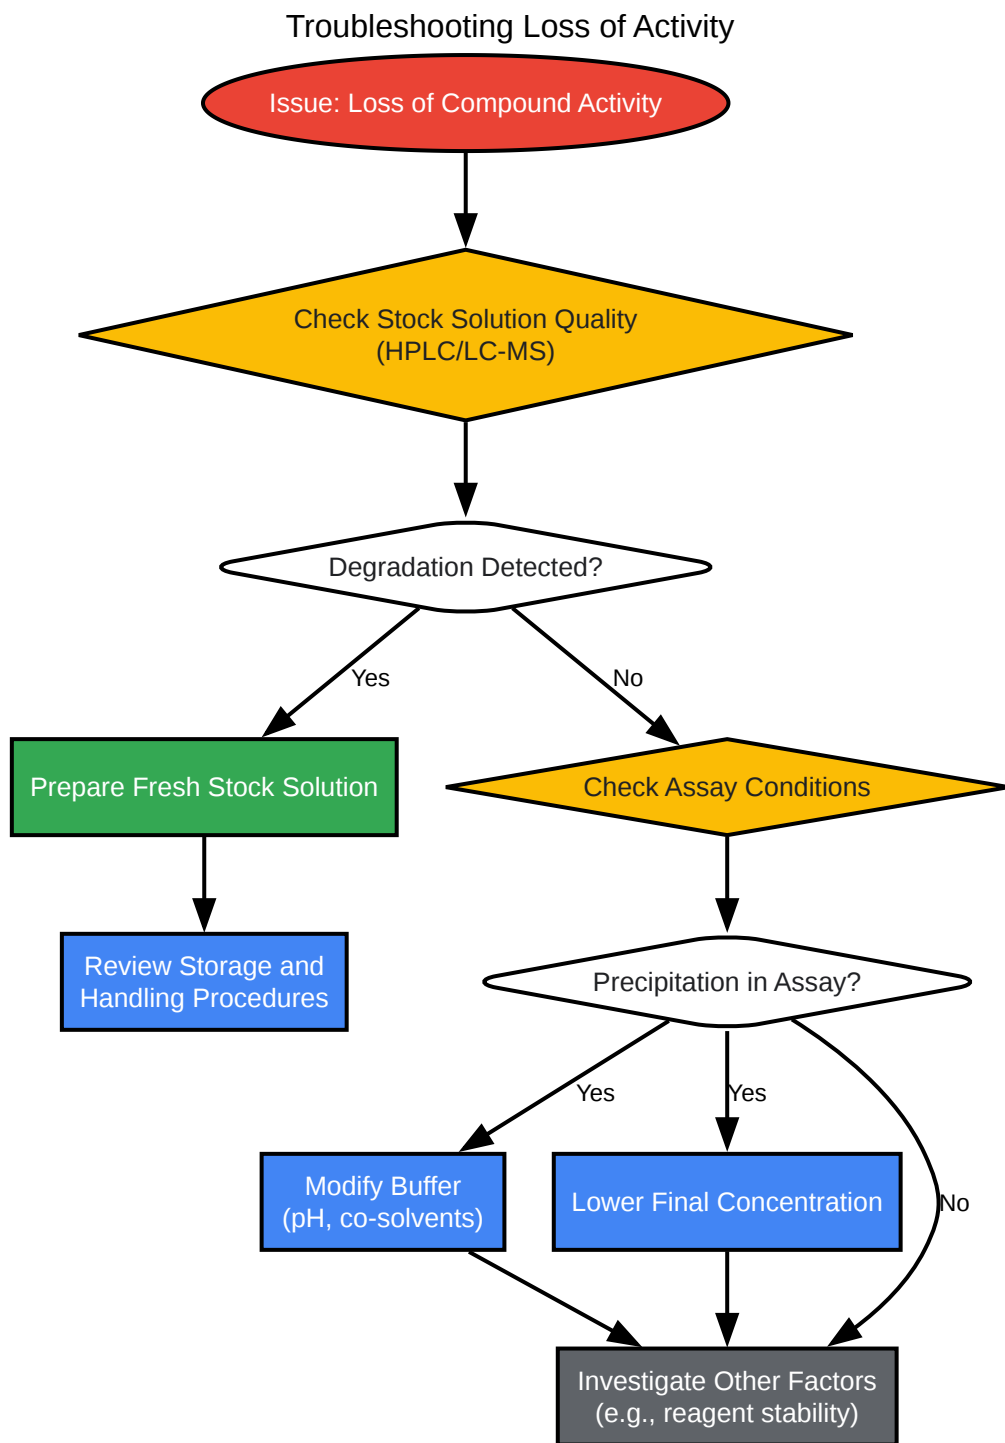 Troubleshooting Loss of Activity
Issue: Loss of Compound Activity
Check Stock Solution Quality
(HPLC/LC-MS)
Degradation Detected?
Yes
No
Prepare Fresh Stock Solution
Check Assay Conditions
Review Storage and
Handling Procedures
Precipitation in Assay?
Yes
Yes
No
Modify Buffer
(pH, co-solvents)
Lower Final Concentration
Investigate Other Factors
(e.g., reagent stability)